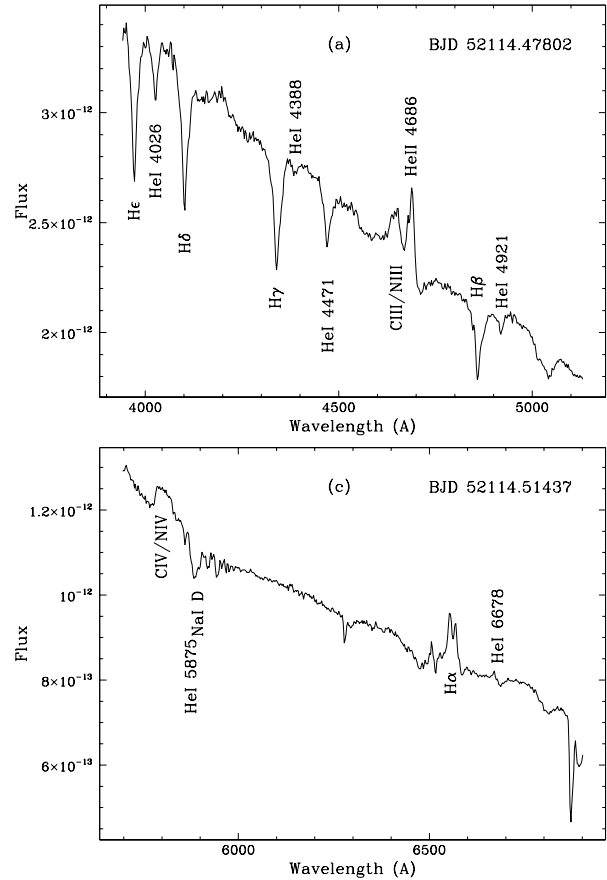 (a) BJD 52114.47802
Flux
3×10⁻¹²
2.5×10⁻¹²
2×10⁻¹²
Hϵ
HeI 4026
Hδ
Hγ
HeI 4388
HeI 4471
CIII/NIII
HeII 4686
Hβ
HeI 4921
4000 4500 5000
Wavelength (A)
(c) BJD 52114.51437
Flux
1.2×10⁻¹²
10⁻¹²
8×10⁻¹³
6×10⁻¹³
CIV/NIV
HeI 5875
NaI D
Hα
HeI 6678
6000 6500
Wavelength (A)